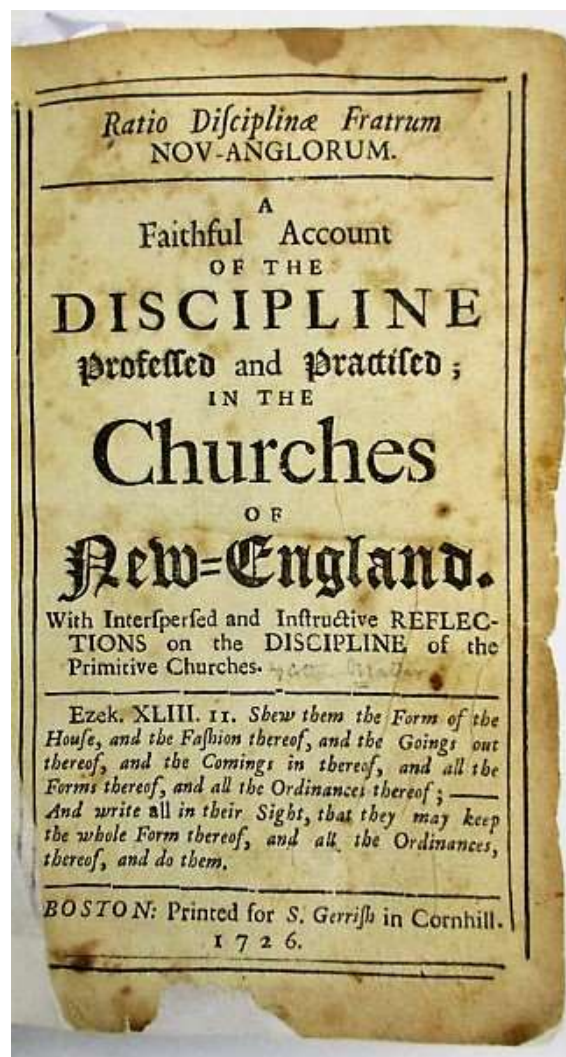 Ratio Diſciplinæ Fratrum
NOV-ANGLORUM.
A
Faithful Account
OF THE
DISCIPLINE
Profeſſed and Practiſed;
IN THE
Churches
OF
New-England.
With Interſperſed and Inſtructive REFLEC-
TIONS on the DISCIPLINE of the
Primitive Churches.
Ezek. XLIII. 11. Shew them the Form of the
Houſe, and the Faſhion thereof, and the Goings out
thereof, and the Comings in thereof, and all the
Forms thereof, and all the Ordinances thereof; —
And write all in their Sight, that they may keep
the whole Form thereof, and all the Ordinances,
thereof, and do them.
BOSTON: Printed for S. Gerriſh in Cornhill.
1726.